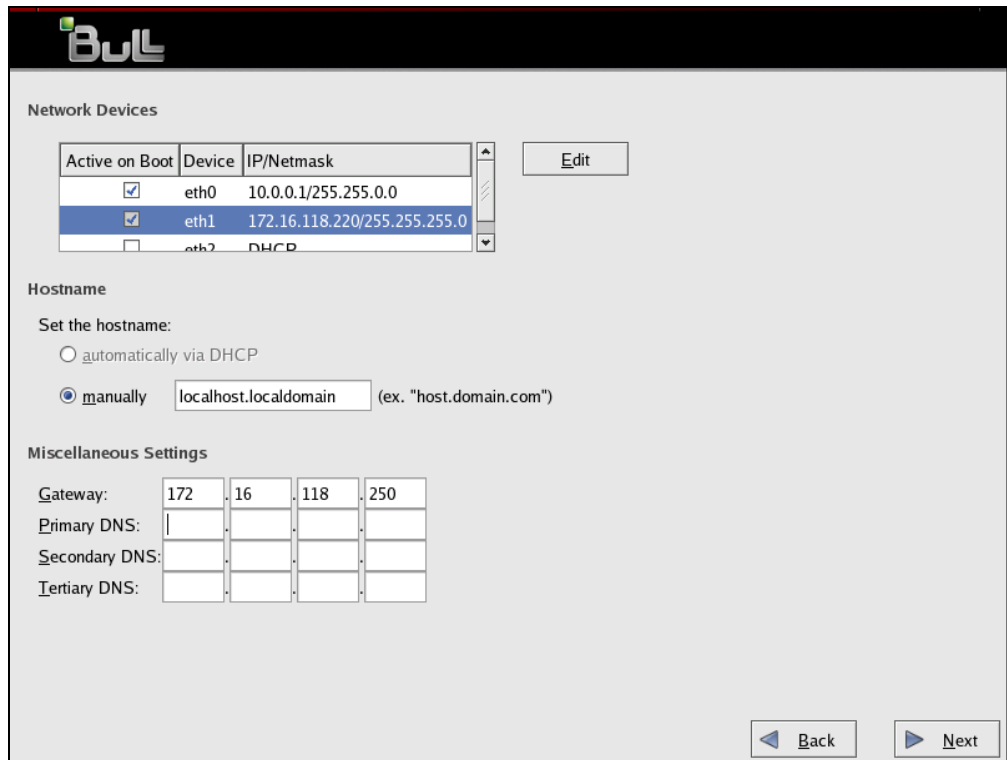 Bull
Network Devices
Active on Boot Device IP/Netmask
eth0 10.0.0.1/255.255.0.0
eth1 172.16.118.220/255.255.255.0
eth2 DHCP
Edit
Hostname
Set the hostname:
automatically via DHCP
manually localhost.localdomain (ex. "host.domain.com")
Miscellaneous Settings
Gateway: 172 . 16 . 118 . 250
Primary DNS: . . .
Secondary DNS: . . .
Tertiary DNS: . . .
Back Next